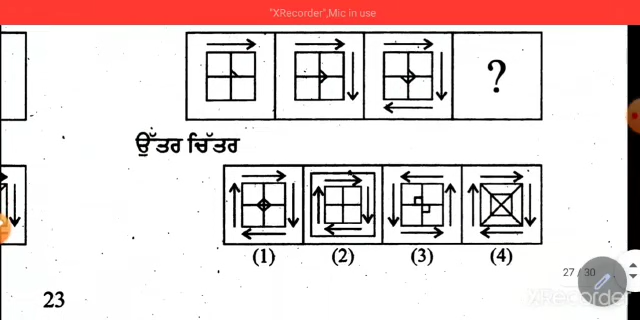 "XRecorder",Mic in use
?
ਉੱਤਰ ਚਿੱਤਰ
(1) (2) (3) (4)
27 / 30
XRecorder
23